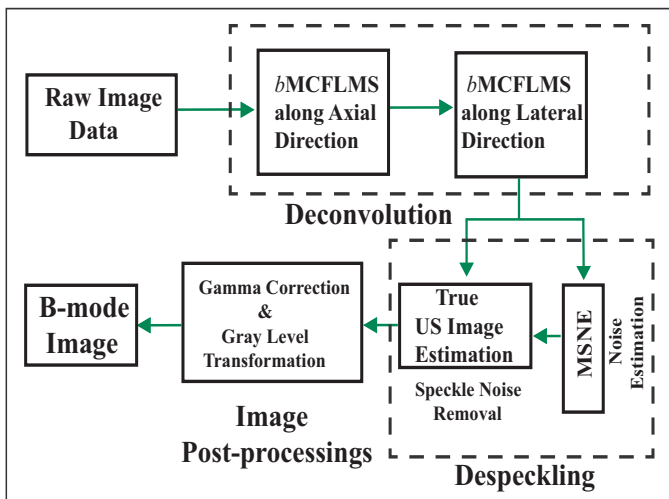 Raw Image
Data
bMCFLMS
along Axial
Direction
bMCFLMS
along Lateral
Direction
Deconvolution
B-mode
Image
Gamma Correction
&
Gray Level
Transformation
Image
Post-processings
True
US Image
Estimation
Speckle Noise
Removal
MSNE
Noise
Estimation
Despeckling